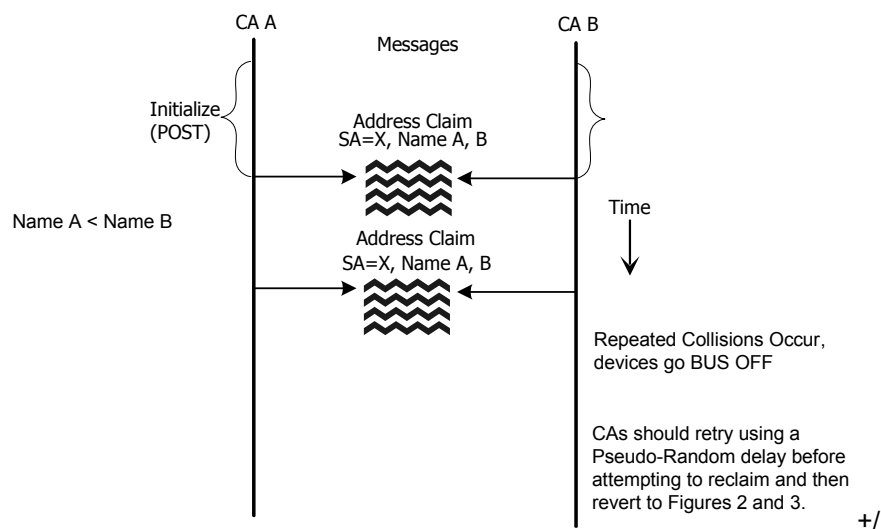 CA A
Messages
CA B
Initialize
(POST)
Address Claim
SA=X, Name A, B
Name A < Name B
Time
Address Claim
SA=X, Name A, B
Repeated Collisions Occur,
devices go BUS OFF
CAs should retry using a
Pseudo-Random delay before
attempting to reclaim and then
revert to Figures 2 and 3.
+/